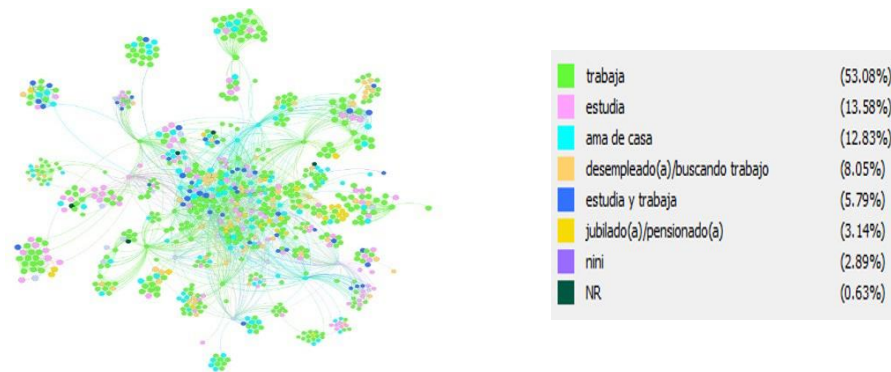 trabaja (53.08%)
estudia (13.58%)
ama de casa (12.83%)
desempleado(a)/buscando trabajo (8.05%)
estudia y trabaja (5.79%)
jubilado(a)/pensionado(a) (3.14%)
nini (2.89%)
NR (0.63%)